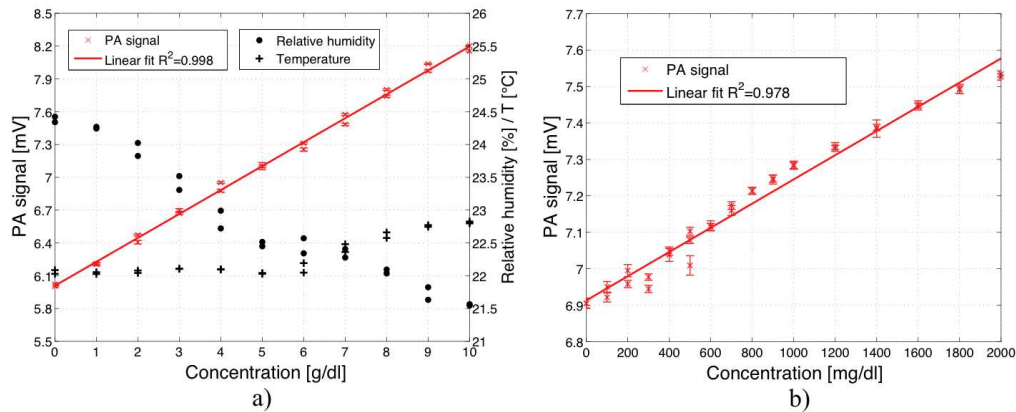 8.5
8.2
7.9
7.6
7.3
7
6.7
6.4
6.1
5.8
5.5
PA signal [mV]
PA signal
Linear fit R²=0.998
Relative humidity
Temperature
26
25.5
25
24.5
24
23.5
23
22.5
22
21.5
21
Relative humidity [%] / T [°C]
0 1 2 3 4 5 6 7 8 9 10
Concentration [g/dl]
a)
7.7
7.6
7.5
7.4
7.3
7.2
7.1
7
6.9
6.8
PA signal [mV]
PA signal
Linear fit R²=0.978
0 200 400 600 800 1000 1200 1400 1600 1800 2000
Concentration [mg/dl]
b)